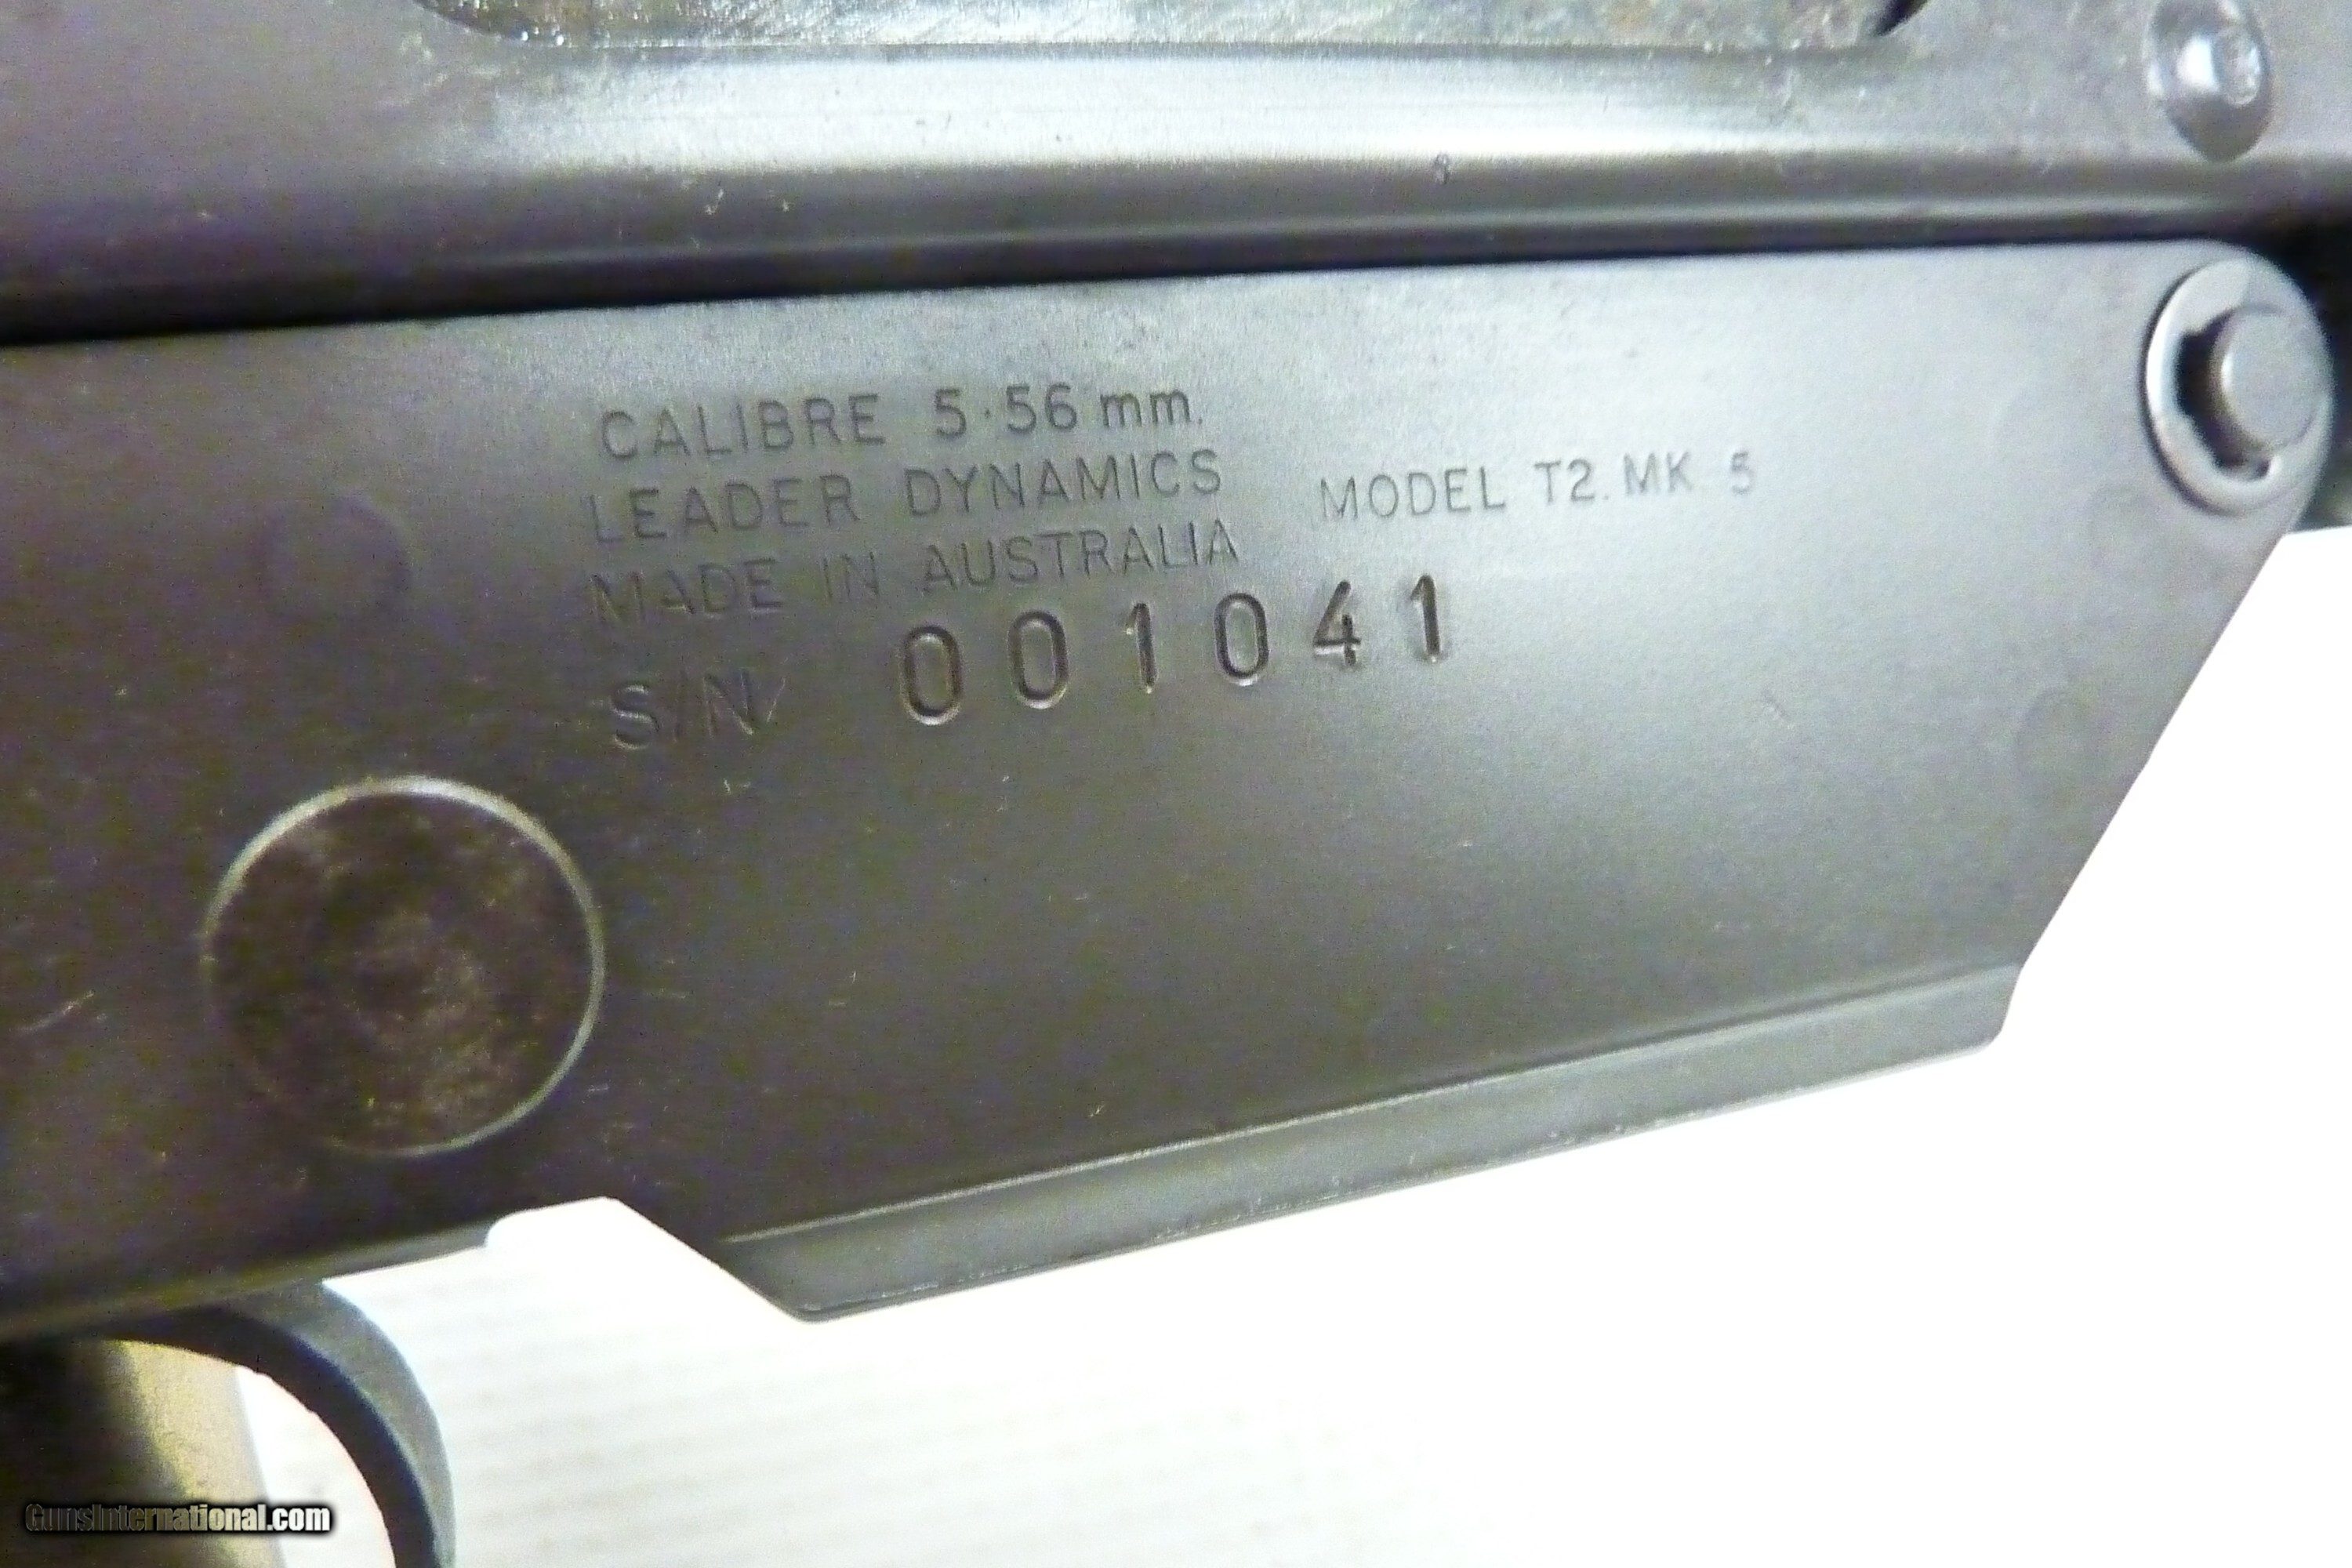 CALIBRE 5·56 mm.
LEADER DYNAMICS MODEL T2. MK 5
MADE IN AUSTRALIA
S/N 001041
GunsInternational.com